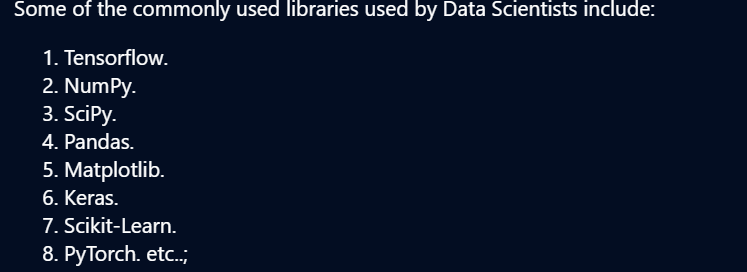 Some of the commonly used libraries used by Data Scientists include:
1. Tensorflow.
2. NumPy.
3. SciPy.
4. Pandas.
5. Matplotlib.
6. Keras.
7. Scikit-Learn.
8. PyTorch. etc..;